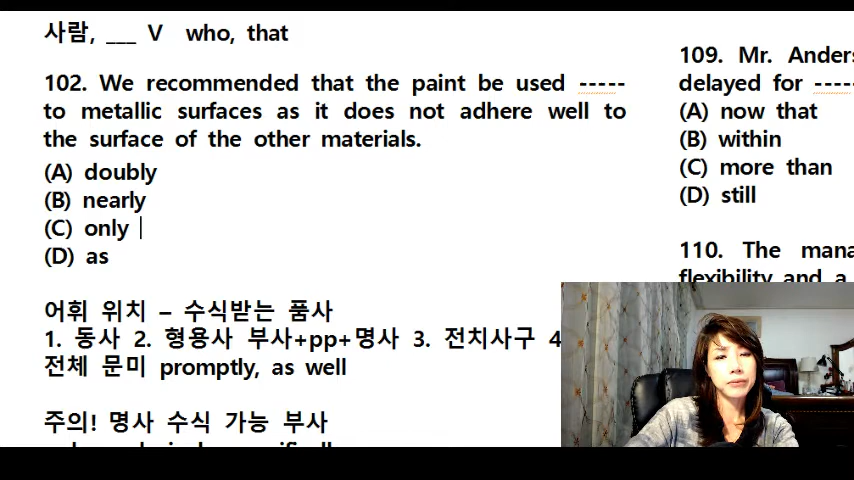 사람, ___ V who, that
102. We recommended that the paint be used -----
to metallic surfaces as it does not adhere well to
the surface of the other materials.
(A) doubly
(B) nearly
(C) only
(D) as
어휘 위치 – 수식받는 품사
1. 동사 2. 형용사 부사+pp+명사 3. 전치사구 4
전체 문미 promptly, as well
주의! 명사 수식 가능 부사
109. Mr. Anders
delayed for ----
(A) now that
(B) within
(C) more than
(D) still
110. The mana
flexibility and a